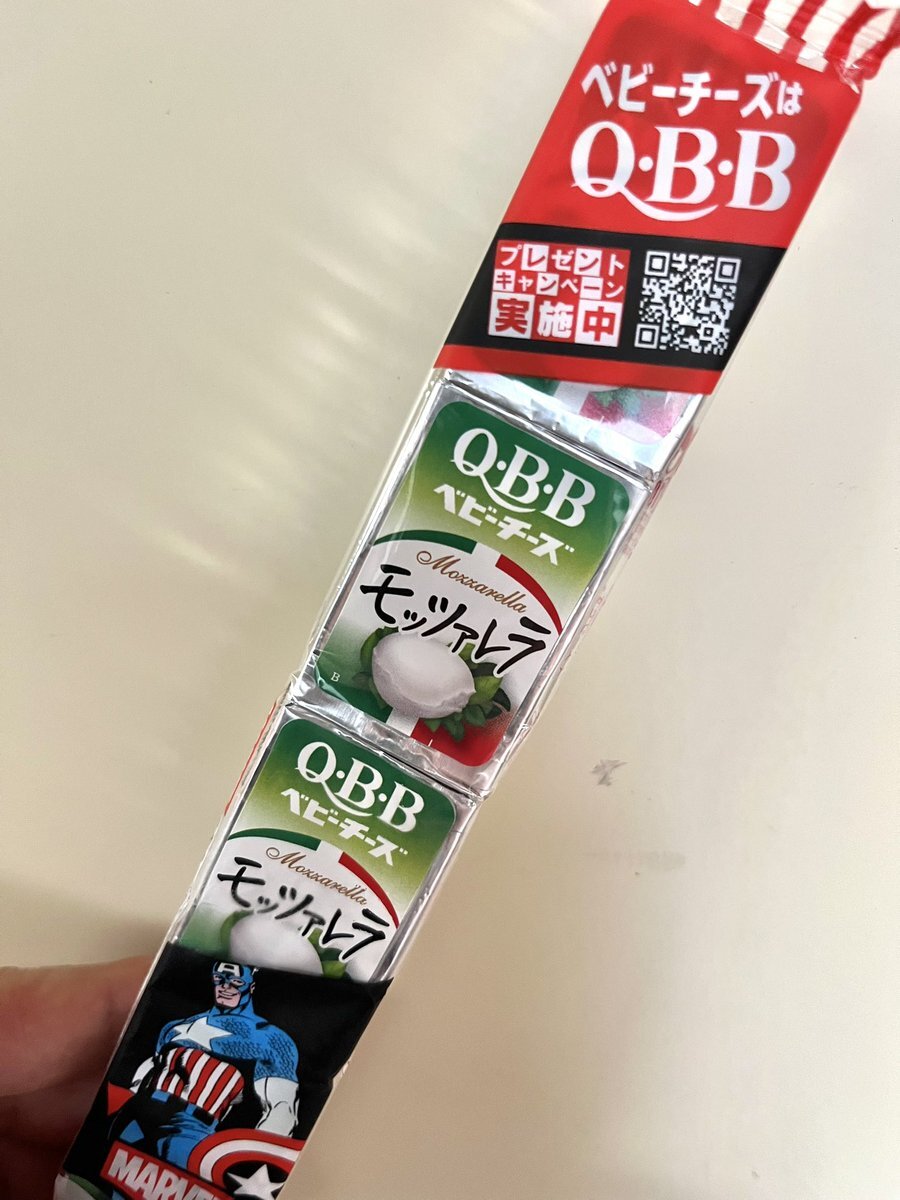 ベビーチーズは
Q・B・B
プレゼント
キャンペーン
実施中
Q・B・B
ベビーチーズ
Mozzarella
モッツァレラ
B
Q・B・B
ベビーチーズ
Mozzarella
モッツァレラ
A
MARVEL